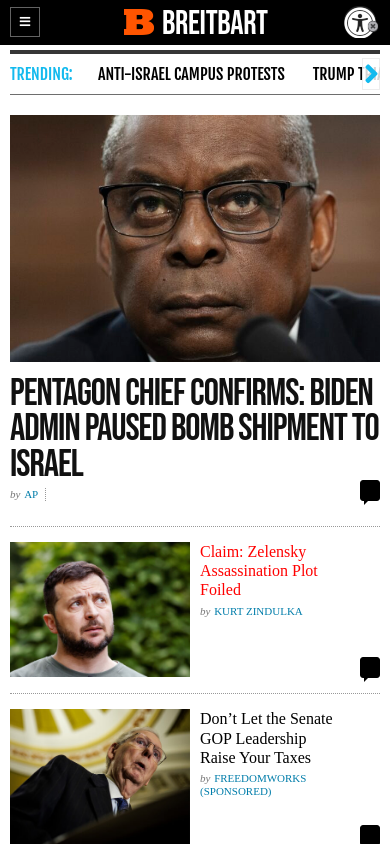 BREITBART
TRENDING: ANTI-ISRAEL CAMPUS PROTESTS TRUMP
PENTAGON CHIEF CONFIRMS: BIDEN
ADMIN PAUSED BOMB SHIPMENT TO
ISRAEL
by AP
Claim: Zelensky
Assassination Plot
Foiled
by KURT ZINDULKA
Don’t Let the Senate
GOP Leadership
Raise Your Taxes
by FREEDOMWORKS
(SPONSORED)